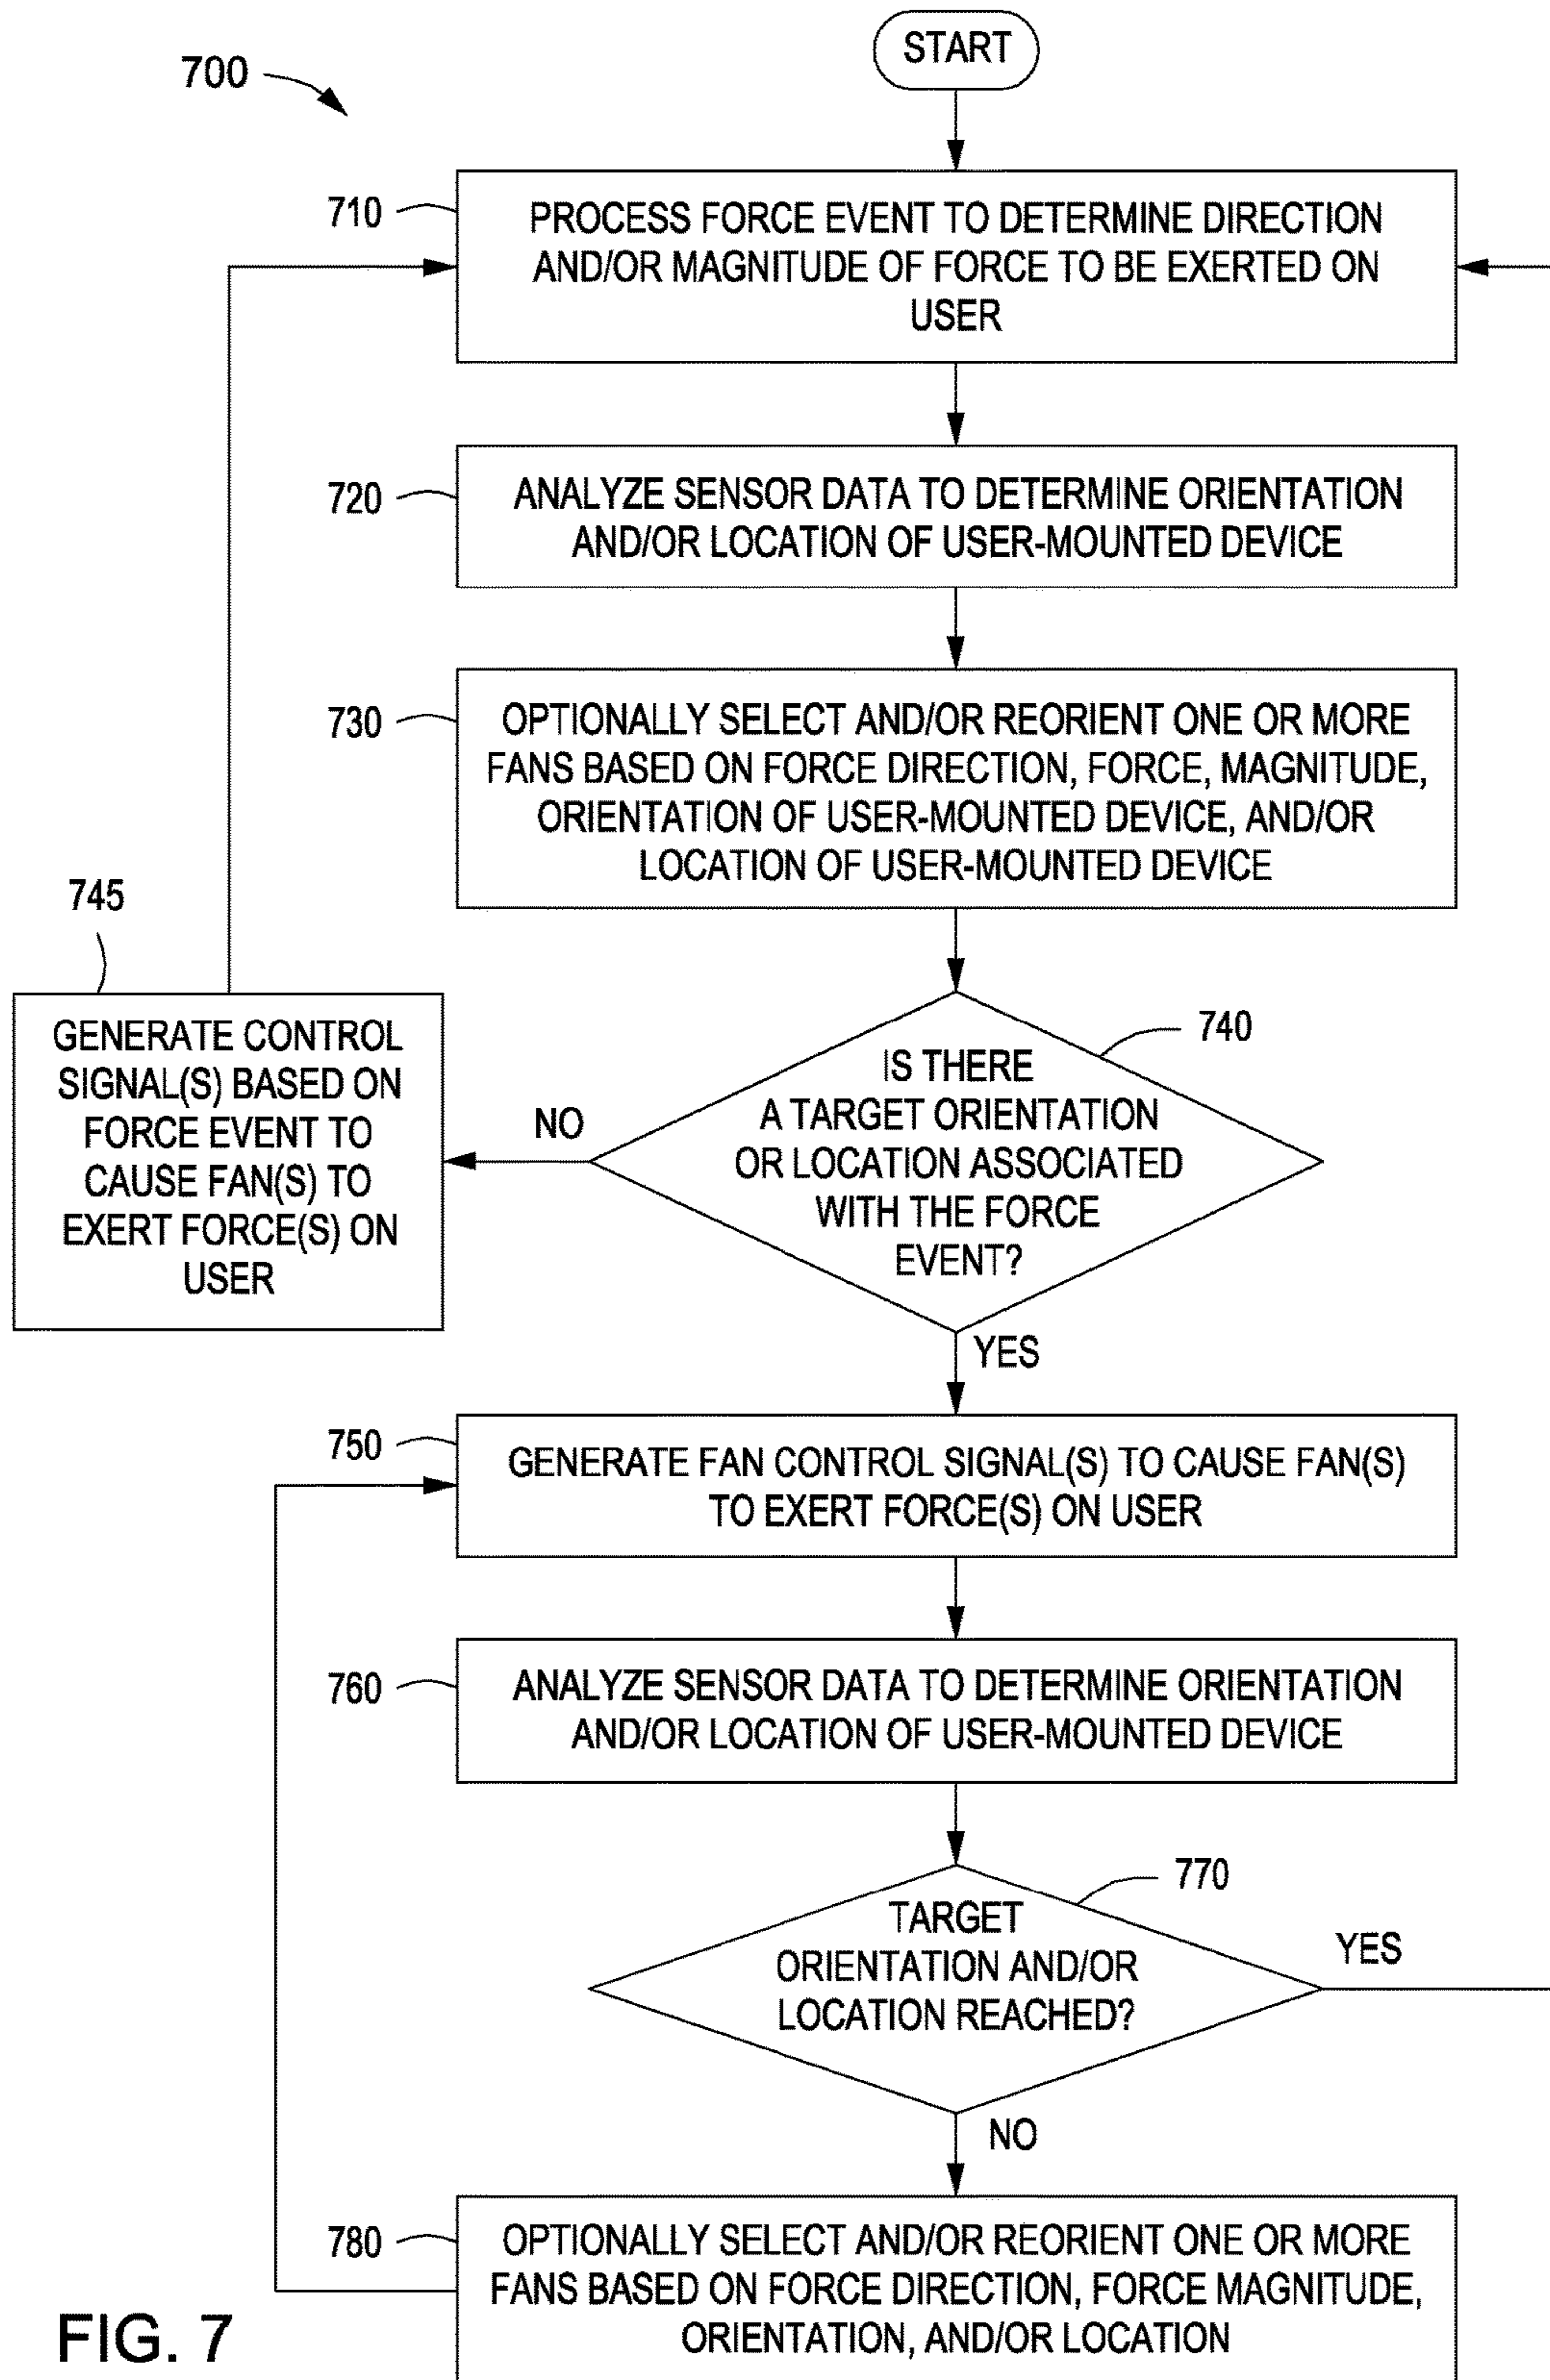 START
700
710
PROCESS FORCE EVENT TO DETERMINE DIRECTION
AND/OR MAGNITUDE OF FORCE TO BE EXERTED ON
USER
720
ANALYZE SENSOR DATA TO DETERMINE ORIENTATION
AND/OR LOCATION OF USER-MOUNTED DEVICE
730
OPTIONALLY SELECT AND/OR REORIENT ONE OR MORE
FANS BASED ON FORCE DIRECTION, FORCE, MAGNITUDE,
ORIENTATION OF USER-MOUNTED DEVICE, AND/OR
LOCATION OF USER-MOUNTED DEVICE
745
GENERATE CONTROL
SIGNAL(S) BASED ON
FORCE EVENT TO
CAUSE FAN(S) TO
EXERT FORCE(S) ON
USER
NO
740
IS THERE
A TARGET ORIENTATION
OR LOCATION ASSOCIATED
WITH THE FORCE
EVENT?
YES
750
GENERATE FAN CONTROL SIGNAL(S) TO CAUSE FAN(S)
TO EXERT FORCE(S) ON USER
760
ANALYZE SENSOR DATA TO DETERMINE ORIENTATION
AND/OR LOCATION OF USER-MOUNTED DEVICE
770
TARGET
ORIENTATION AND/OR
LOCATION REACHED?
YES
NO
780
OPTIONALLY SELECT AND/OR REORIENT ONE OR MORE
FANS BASED ON FORCE DIRECTION, FORCE MAGNITUDE,
ORIENTATION, AND/OR LOCATION
FIG. 7